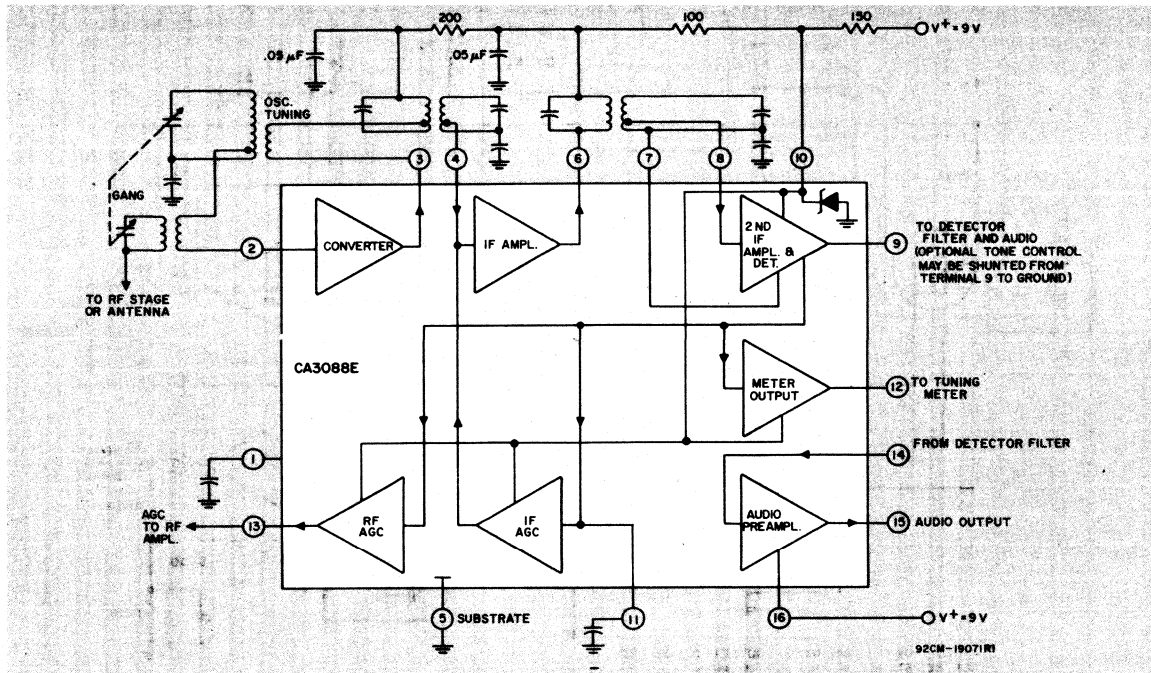 200
100
150
V+ = 9V
.09 µF
.05 µF
OSC.
TUNING
GANG
3
4
6
7
8
10
2
CONVERTER
IF AMPL.
2 ND
IF
AMPL. &
DET.
9
TO DETECTOR
FILTER AND AUDIO
(OPTIONAL TONE CONTROL
MAY BE SHUNTED FROM
TERMINAL 9 TO GROUND)
TO RF STAGE
OR ANTENNA
CA3088E
METER
OUTPUT
12
TO TUNING
METER
1
14
FROM DETECTOR FILTER
AGC
TO RF
AMPL.
13
RF
AGC
IF
AGC
AUDIO
PREAMPL.
15
AUDIO OUTPUT
5
SUBSTRATE
11
16
V+ = 9V
92CM-19071R1